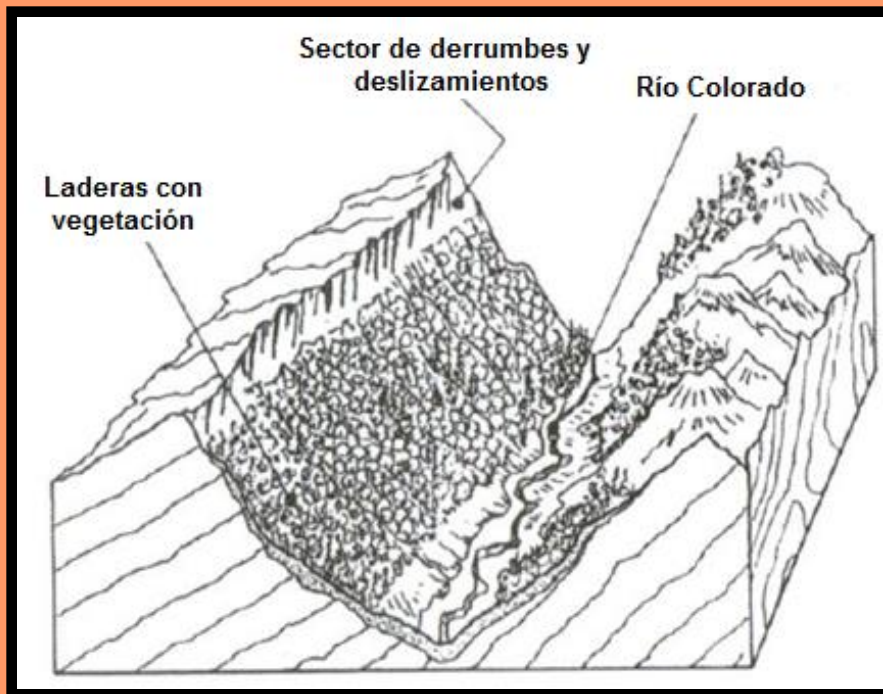 Sector de derrumbes y
deslizamientos
Río Colorado
Laderas con
vegetación